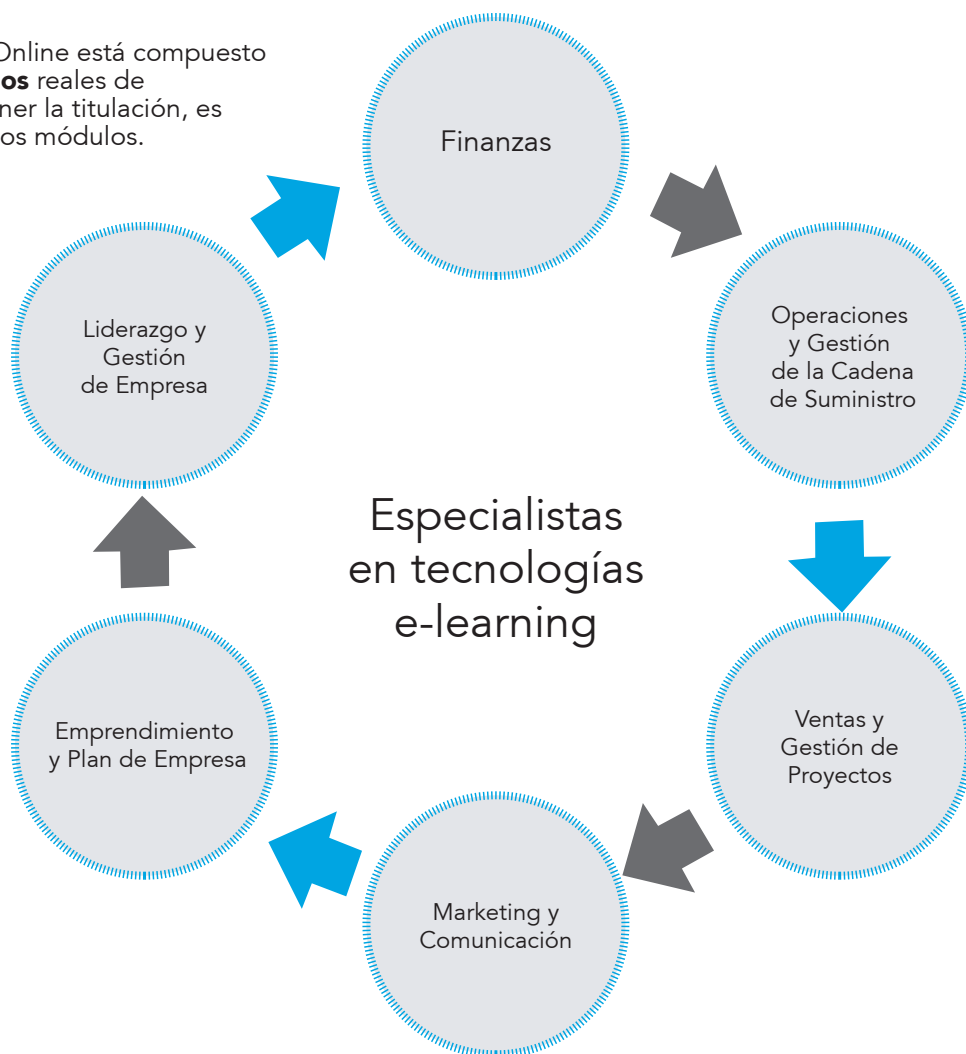 Online está compuesto
os reales de
ner la titulación, es
os módulos.
Finanzas
Operaciones
y Gestión
de la Cadena
de Suministro
Ventas y
Gestión de
Proyectos
Marketing y
Comunicación
Emprendimiento
y Plan de Empresa
Liderazgo y
Gestión
de Empresa
Especialistas
en tecnologías
e-learning